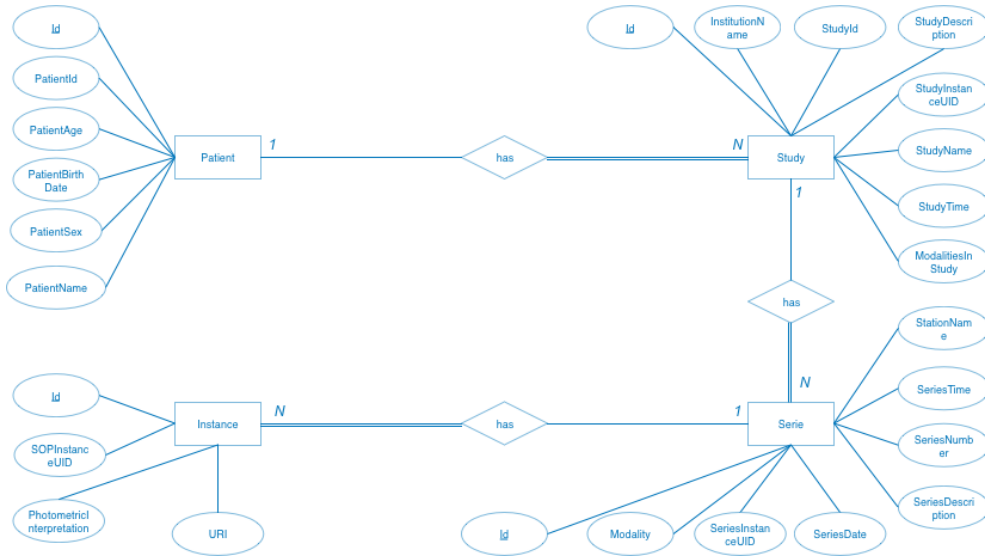 Id
InstitutionN
ame
StudyId
StudyDescri
ption
Id
PatientId
StudyInstan
ceUID
PatientAge
Patient
1
has
N
Study
StudyName
PatientBirth
Date
1
StudyTime
PatientSex
ModalitiesIn
Study
PatientName
has
StationNam
e
N
SeriesTime
Id
Instance
N
has
1
Serie
SeriesNumb
er
SOPInstanc
eUID
SeriesDescri
ption
PhotometricI
nterpretation
URI
Id
Modality
SeriesInstan
ceUID
SeriesDate